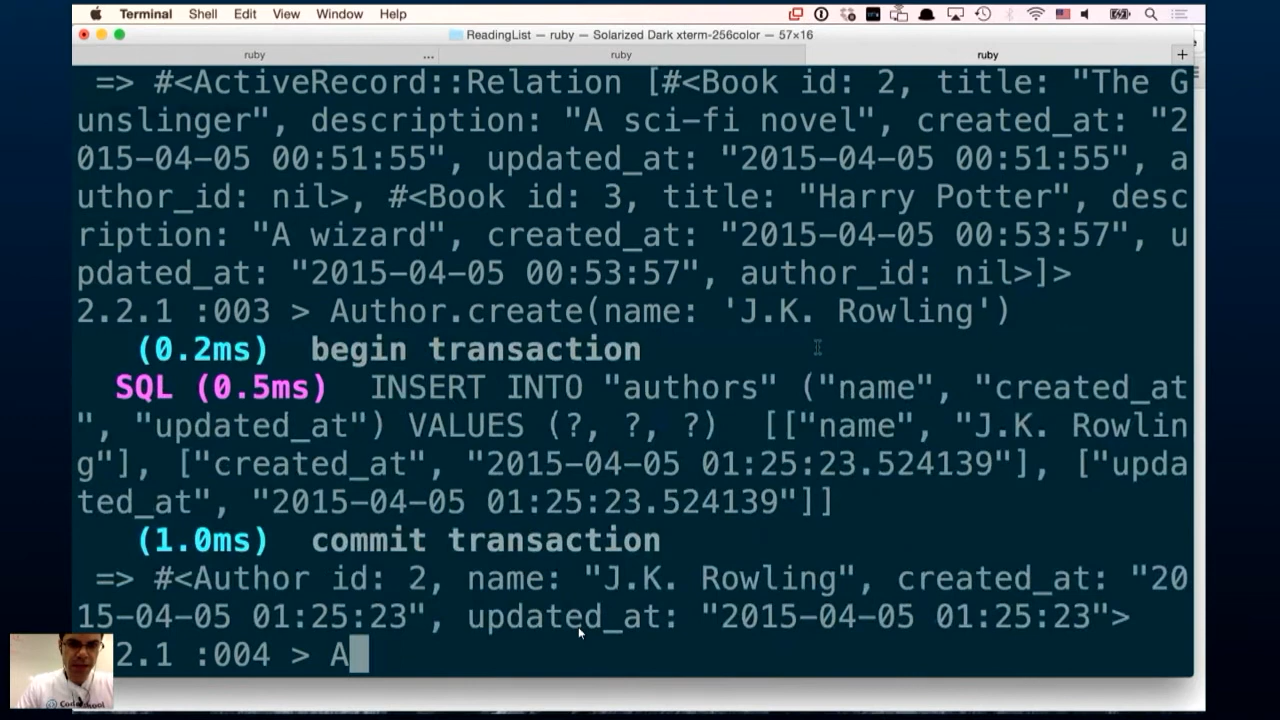 Terminal Shell Edit View Window Help
ReadingList — ruby — Solarized Dark xterm-256color — 57×16
ruby ... ruby ruby +
=> #<ActiveRecord::Relation [#<Book id: 2, title: "The G
unslinger", description: "A sci-fi novel", created_at: "2
015-04-05 00:51:55", updated_at: "2015-04-05 00:51:55", a
uthor_id: nil>, #<Book id: 3, title: "Harry Potter", desc
ription: "A wizard", created_at: "2015-04-05 00:53:57", u
pdated_at: "2015-04-05 00:53:57", author_id: nil>]>
2.2.1 :003 > Author.create(name: 'J.K. Rowling')
(0.2ms) begin transaction
SQL (0.5ms) INSERT INTO "authors" ("name", "created_at
", "updated_at") VALUES (?, ?, ?) [["name", "J.K. Rowlin
g"], ["created_at", "2015-04-05 01:25:23.524139"], ["upda
ted_at", "2015-04-05 01:25:23.524139"]]
(1.0ms) commit transaction
=> #<Author id: 2, name: "J.K. Rowling", created_at: "20
15-04-05 01:25:23", updated_at: "2015-04-05 01:25:23">
2.1 :004 > A